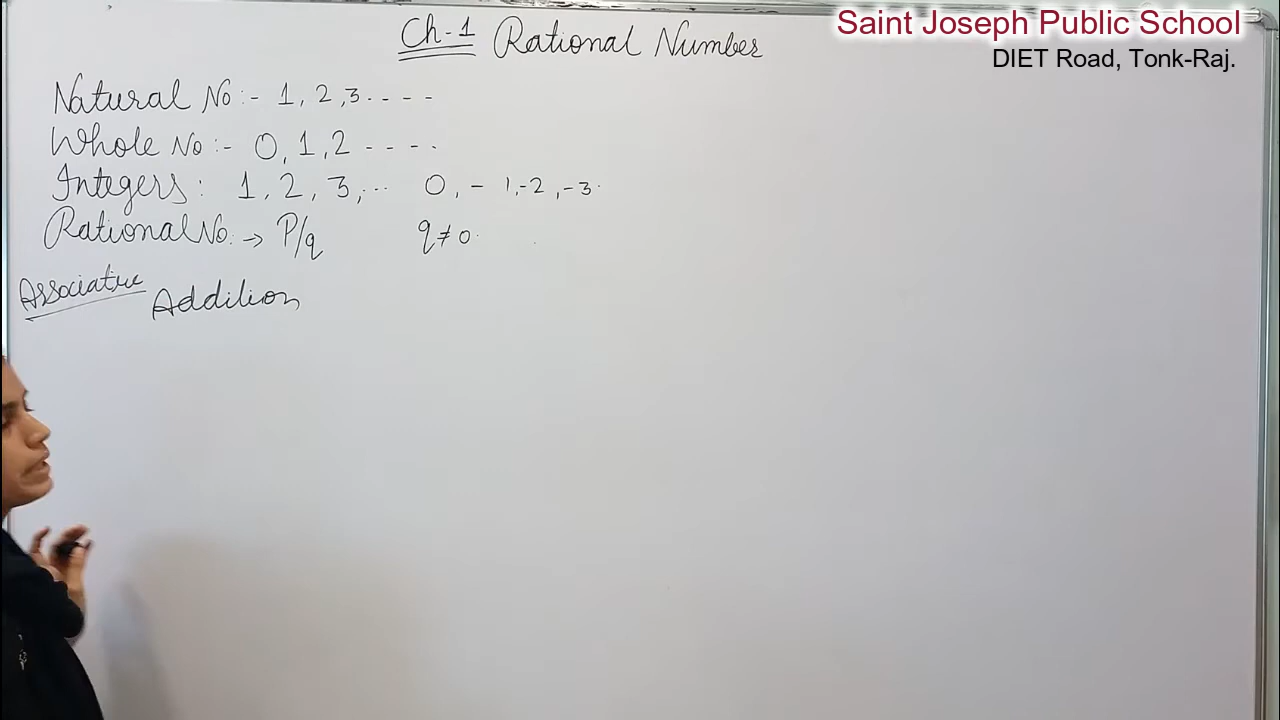 Saint Joseph Public School
DIET Road, Tonk-Raj.
Ch-1 Rational Number
Natural No:- 1, 2, 3 - - - -
Whole No:- 0, 1, 2 - - - -
Integers: 1, 2, 3, ... 0, - 1, -2, -3.
Rational No. → P/q q ≠ 0.
Associative Addition